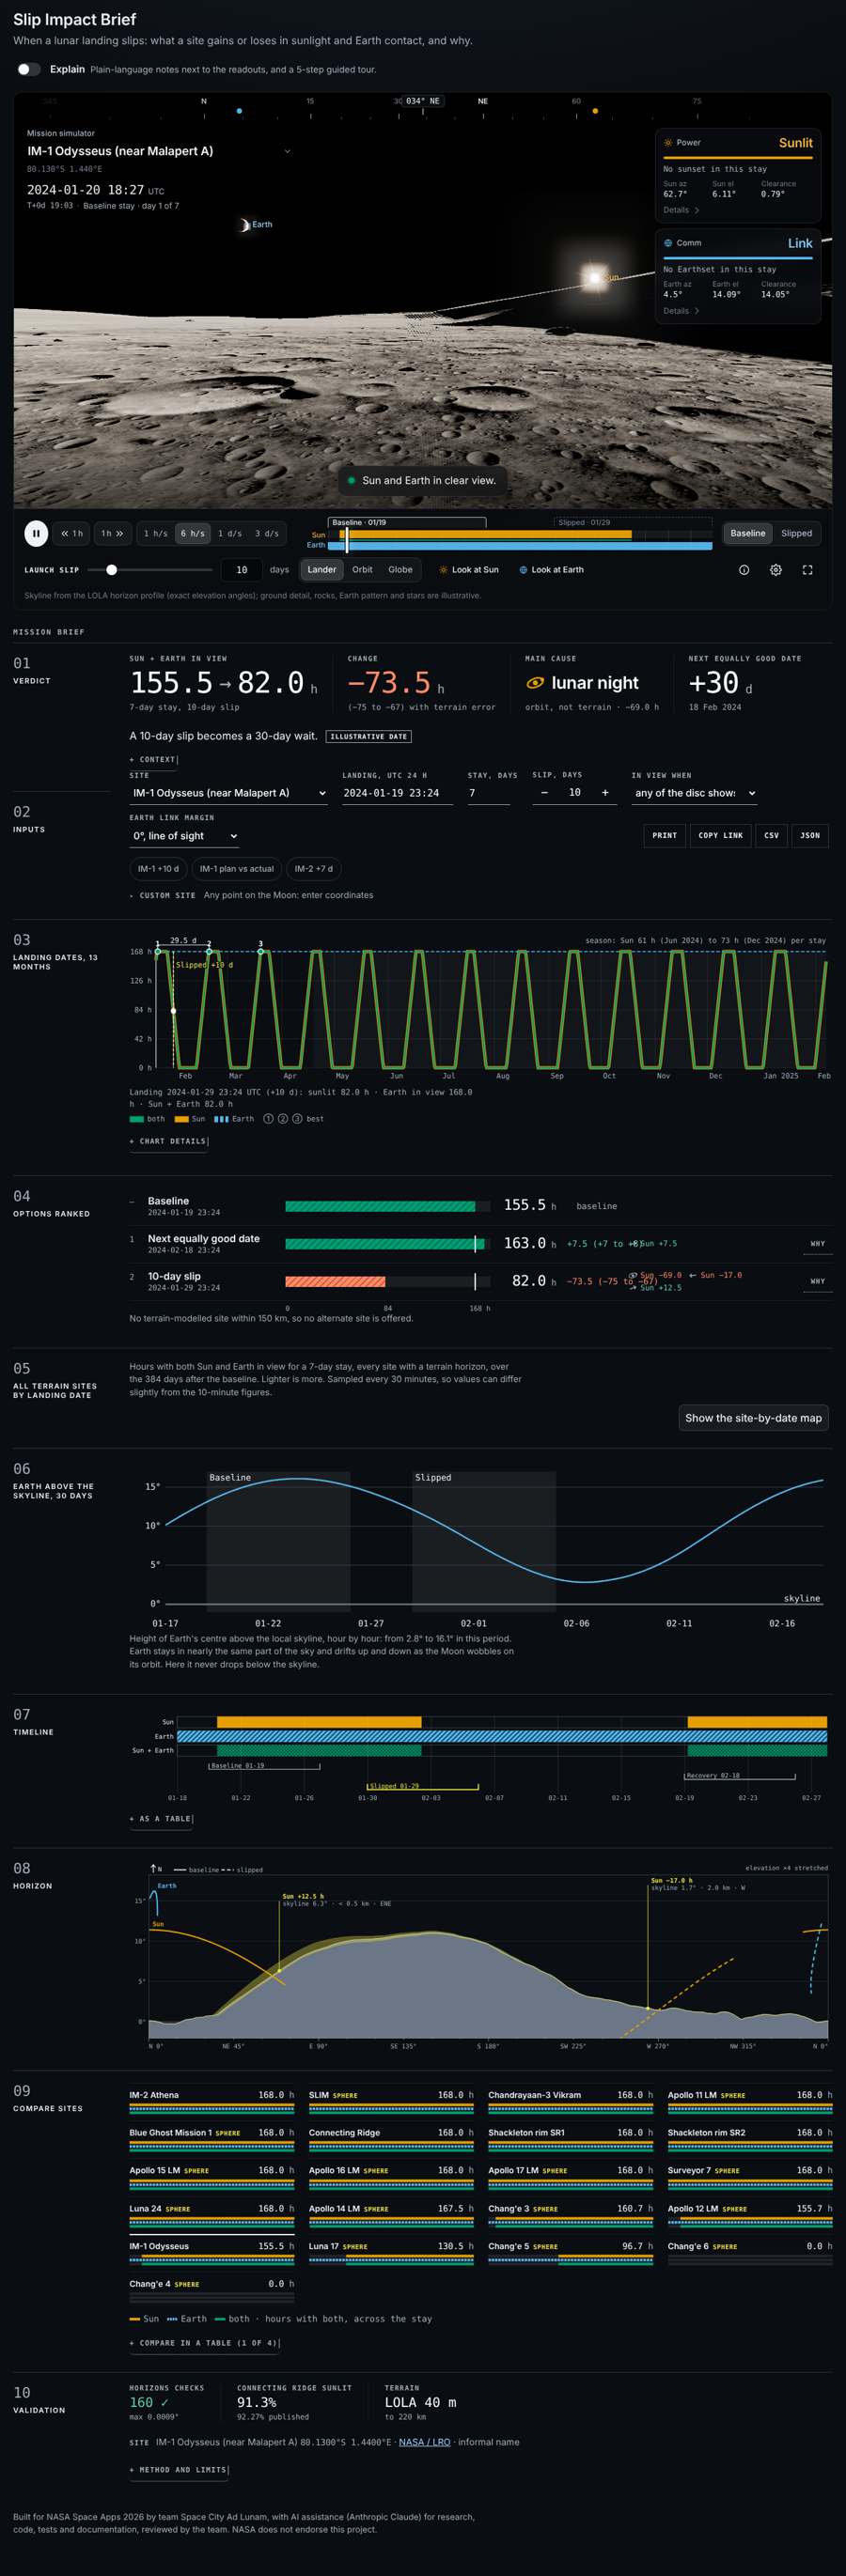 Slip Impact Brief
When a lunar landing slips: what a site gains or loses in sunlight and Earth contact, and why.
Explain Plain-language notes next to the readouts, and a 5-step guided tour.
345 N 15 30 034° NE NE 60 75
Mission simulator
IM-1 Odysseus (near Malapert A)
80.130°S 1.440°E
2024-01-20 18:27 UTC
T+0d 19:03 · Baseline stay · day 1 of 7
Earth
Sun
Power Sunlit
No sunset in this stay
Sun az Sun el Clearance
62.7° 6.11° 0.79°
Details
Comm Link
No Earthset in this stay
Earth az Earth el Clearance
4.5° 14.09° 14.05°
Details
Sun and Earth in clear view.
1 h 1 h 1 h/s 6 h/s 1 d/s 3 d/s
Baseline · 01/19 Slipped · 01/29
Sun
Earth
Baseline Slipped
LAUNCH SLIP 10 days Lander Orbit Globe Look at Sun Look at Earth
Skyline from the LOLA horizon profile (exact elevation angles); ground detail, rocks, Earth pattern and stars are illustrative.
MISSION BRIEF
01
VERDICT
SUN + EARTH IN VIEW CHANGE MAIN CAUSE NEXT EQUALLY GOOD DATE
155.5 → 82.0 h −73.5 h lunar night +30 d
7-day stay, 10-day slip (−75 to −67) with terrain error orbit, not terrain · −69.0 h 18 Feb 2024
A 10-day slip becomes a 30-day wait. ILLUSTRATIVE DATE
+ CONTEXT
02
INPUTS
SITE LANDING, UTC 24 H STAY, DAYS SLIP, DAYS IN VIEW WHEN
IM-1 Odysseus (near Malapert A) 2024-01-19 23:24 7 − 10 + any of the disc shows
EARTH LINK MARGIN
0°, line of sight
PRINT COPY LINK CSV JSON
IM-1 +10 d IM-1 plan vs actual IM-2 +7 d
CUSTOM SITE Any point on the Moon: enter coordinates
03
LANDING DATES, 13 MONTHS
1 29.5 d 2 3 season: Sun 61 h (Jun 2024) to 73 h (Dec 2024) per stay
168 h
Slipped +10 d
126 h
84 h
42 h
0 h
Feb Mar Apr May Jun Jul Aug Sep Oct Nov Dec Jan 2025 Feb
Landing 2024-01-29 23:24 UTC (+10 d): sunlit 82.0 h · Earth in view 168.0
h · Sun + Earth 82.0 h
both Sun Earth ① ② ③ best
+ CHART DETAILS
04
OPTIONS RANKED
– Baseline 155.5 h baseline
2024-01-19 23:24
1 Next equally good date 163.0 h +7.5 (+7 to +8) Sun +7.5 WHY
2024-02-18 23:24
2 10-day slip 82.0 h −73.5 (−75 to −67) Sun −69.0 ← Sun −17.0 WHY
2024-01-29 23:24 → Sun +12.5
0 84 168 h
No terrain-modelled site within 150 km, so no alternate site is offered.
05
ALL TERRAIN SITES BY LANDING DATE
Hours with both Sun and Earth in view for a 7-day stay, every site with a terrain horizon, over
the 384 days after the baseline. Lighter is more. Sampled every 30 minutes, so values can differ
slightly from the 10-minute figures.
Show the site-by-date map
06
EARTH ABOVE THE SKYLINE, 30 DAYS
Baseline Slipped
15°
10°
5°
0° skyline
01-17 01-22 01-27 02-01 02-06 02-11 02-16
Height of Earth's centre above the local skyline, hour by hour: from 2.8° to 16.1° in this period.
Earth stays in nearly the same part of the sky and drifts up and down as the Moon wobbles on
its orbit. Here it never drops below the skyline.
07
TIMELINE
Sun
Earth
Sun + Earth
Baseline 01-19 Slipped 01-29 Recovery 02-18
01-18 01-22 01-26 01-30 02-03 02-07 02-11 02-15 02-19 02-23 02-27
+ AS A TABLE
08
HORIZON
↑N baseline slipped elevation ×4 stretched
Earth
Sun
Sun +12.5 h
skyline 6.3° · < 0.5 km · ENE
Sun −17.0 h
skyline 1.7° · 2.0 km · W
15°
10°
5°
0°
N 0° NE 45° E 90° SE 135° S 180° SW 225° W 270° NW 315° N 0°
09
COMPARE SITES
IM-2 Athena 168.0 h SLIM SPHERE 168.0 h Chandrayaan-3 Vikram 168.0 h Apollo 11 LM SPHERE 168.0 h
Blue Ghost Mission 1 SPHERE 168.0 h Connecting Ridge 168.0 h Shackleton rim SR1 168.0 h Shackleton rim SR2 168.0 h
Apollo 15 LM SPHERE 168.0 h Apollo 16 LM SPHERE 168.0 h Apollo 17 LM SPHERE 168.0 h Surveyor 7 SPHERE 168.0 h
Luna 24 SPHERE 168.0 h Apollo 14 LM SPHERE 167.5 h Chang'e 3 SPHERE 160.7 h Apollo 12 LM SPHERE 155.7 h
IM-1 Odysseus 155.5 h Luna 17 SPHERE 130.5 h Chang'e 5 SPHERE 96.7 h Chang'e 6 SPHERE 0.0 h
Chang'e 4 SPHERE 0.0 h
Sun Earth both · hours with both, across the stay
+ COMPARE IN A TABLE (1 OF 4)
10
VALIDATION
HORIZONS CHECKS CONNECTING RIDGE SUNLIT TERRAIN
160 ✓ 91.3% LOLA 40 m
max 0.0009° 92.27% published to 220 km
SITE IM-1 Odysseus (near Malapert A) 80.1300°S 1.4400°E · NASA / LRO · informal name
+ METHOD AND LIMITS
Built for NASA Space Apps 2026 by team Space City Ad Lunam, with AI assistance (Anthropic Claude) for research,
code, tests and documentation, reviewed by the team. NASA does not endorse this project.